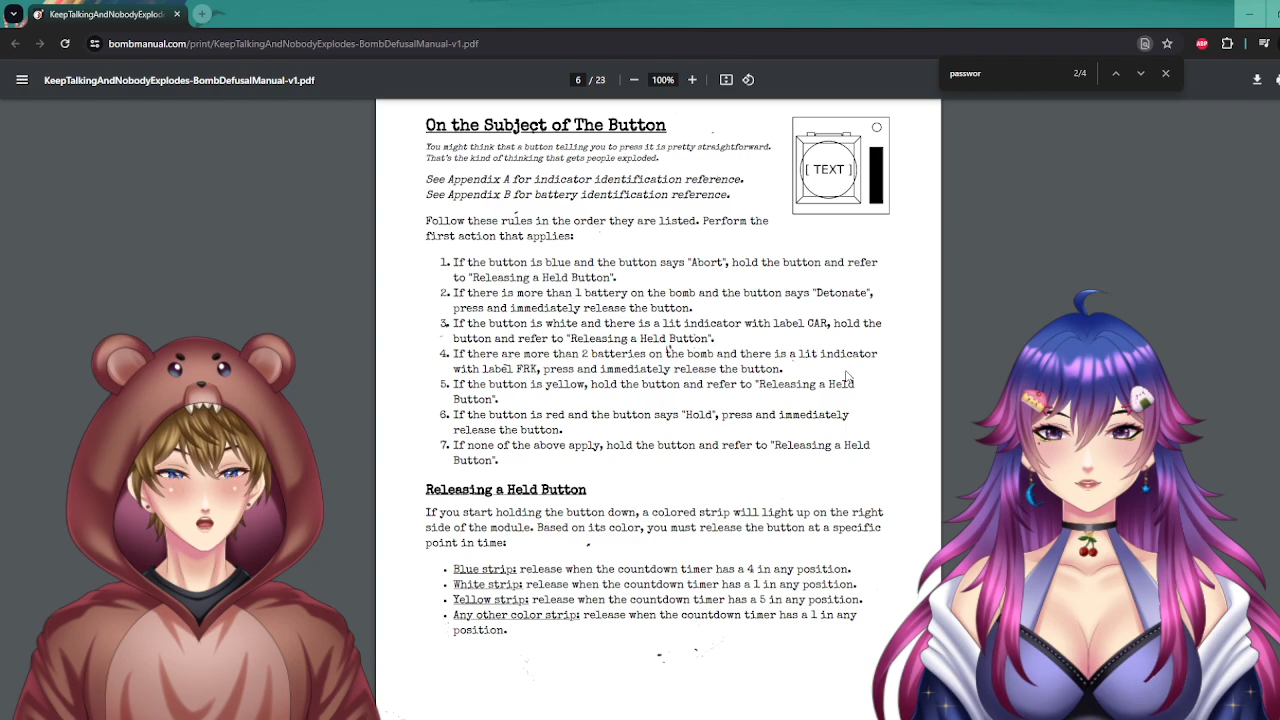 KeepTalkingAndNobodyExplod
bombmanual.com/print/KeepTalkingAndNobodyExplodes-BombDefusalManual-v1.pdf
ABP
passwor 2/4
KeepTalkingAndNobodyExplodes-BombDefusalManual-v1.pdf
6 / 23
100%
On the Subject of The Button
You might think that a button telling you to press it is pretty straightforward.
That's the kind of thinking that gets people exploded.
[ TEXT ]
See Appendix A for indicator identification reference.
See Appendix B for battery identification reference.
Follow these rules in the order they are listed. Perform the
first action that applies:
1. If the button is blue and the button says "Abort", hold the button and refer
to "Releasing a Held Button".
2. If there is more than 1 battery on the bomb and the button says "Detonate",
press and immediately release the button.
3. If the button is white and there is a lit indicator with label CAR, hold the
button and refer to "Releasing a Held Button".
4. If there are more than 2 batteries on the bomb and there is a lit indicator
with label FRK, press and immediately release the button.
5. If the button is yellow, hold the button and refer to "Releasing a Held
Button".
6. If the button is red and the button says "Hold", press and immediately
release the button.
7. If none of the above apply, hold the button and refer to "Releasing a Held
Button".
Releasing a Held Button
If you start holding the button down, a colored strip will light up on the right
side of the module. Based on its color, you must release the button at a specific
point in time:
• Blue strip: release when the countdown timer has a 4 in any position.
• White strip: release when the countdown timer has a 1 in any position.
• Yellow strip: release when the countdown timer has a 5 in any position.
• Any other color strip: release when the countdown timer has a 1 in any
position.